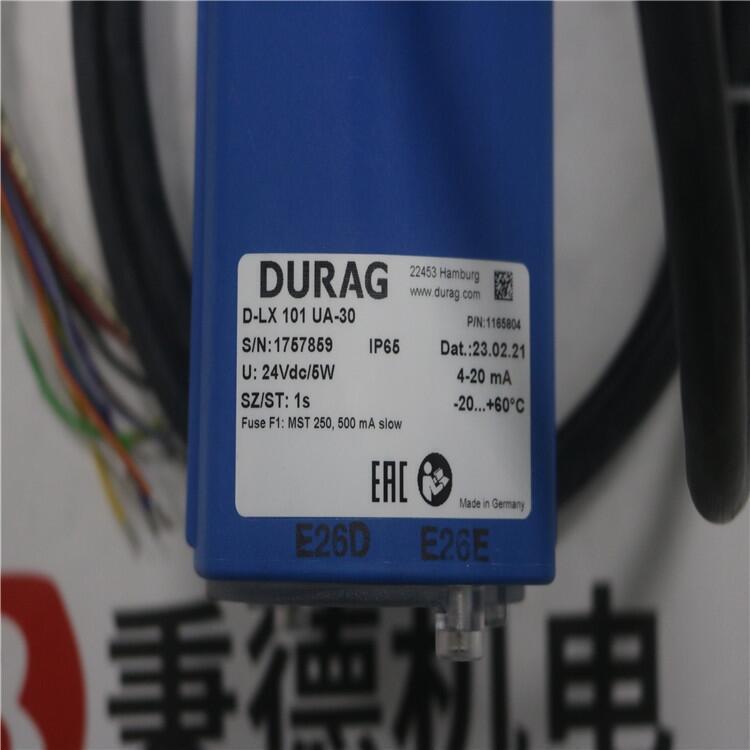 DURAG
22453 Hamburg
www.durag.com
D-LX 101 UA-30
P/N:1165804
S/N:1757859 IP65 Dat.:23.02.21
U: 24Vdc/5W 4-20 mA
SZ/ST: 1s -20...+60°C
Fuse F1: MST 250, 500 mA slow
EAC
Made in Germany
E26D E26E
秉德机电